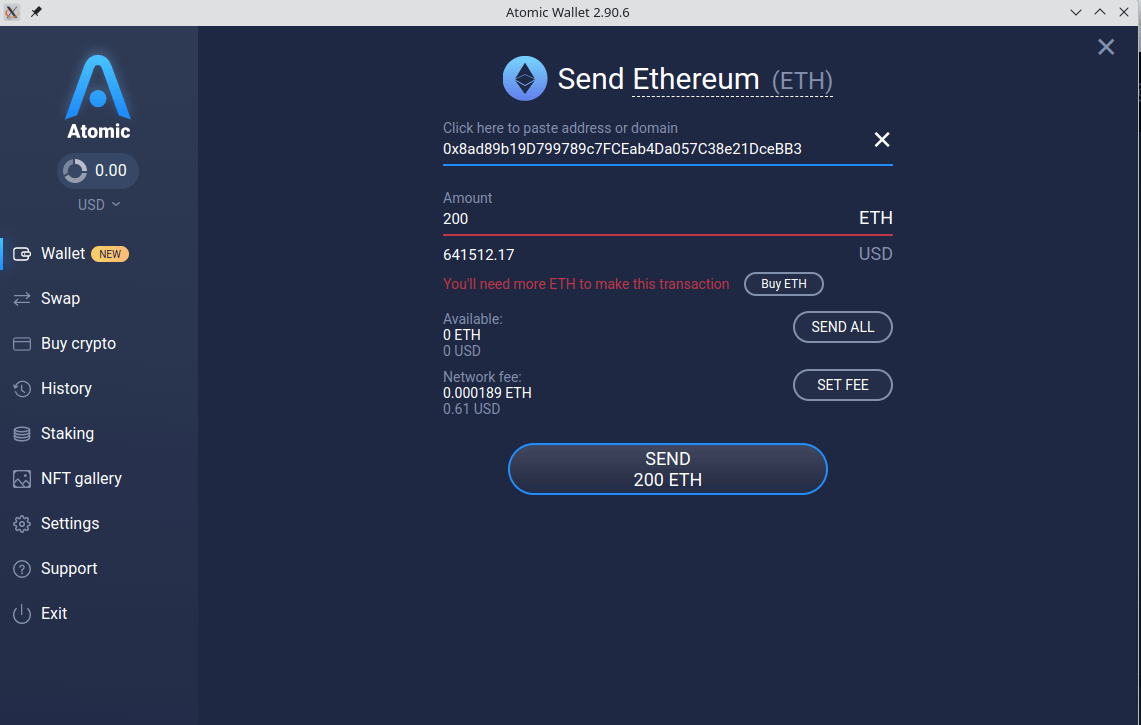 Atomic Wallet 2.90.6
Atomic
0.00
USD
Wallet NEW
Swap
Buy crypto
History
Staking
NFT gallery
Settings
Support
Exit
Send Ethereum (ETH)
Click here to paste address or domain
0x8ad89b19D799789c7FCEab4Da057C38e21DceBB3
Amount
200 ETH
641512.17 USD
You'll need more ETH to make this transaction Buy ETH
Available:
0 ETH
0 USD
SEND ALL
Network fee:
0.000189 ETH
0.61 USD
SET FEE
SEND
200 ETH